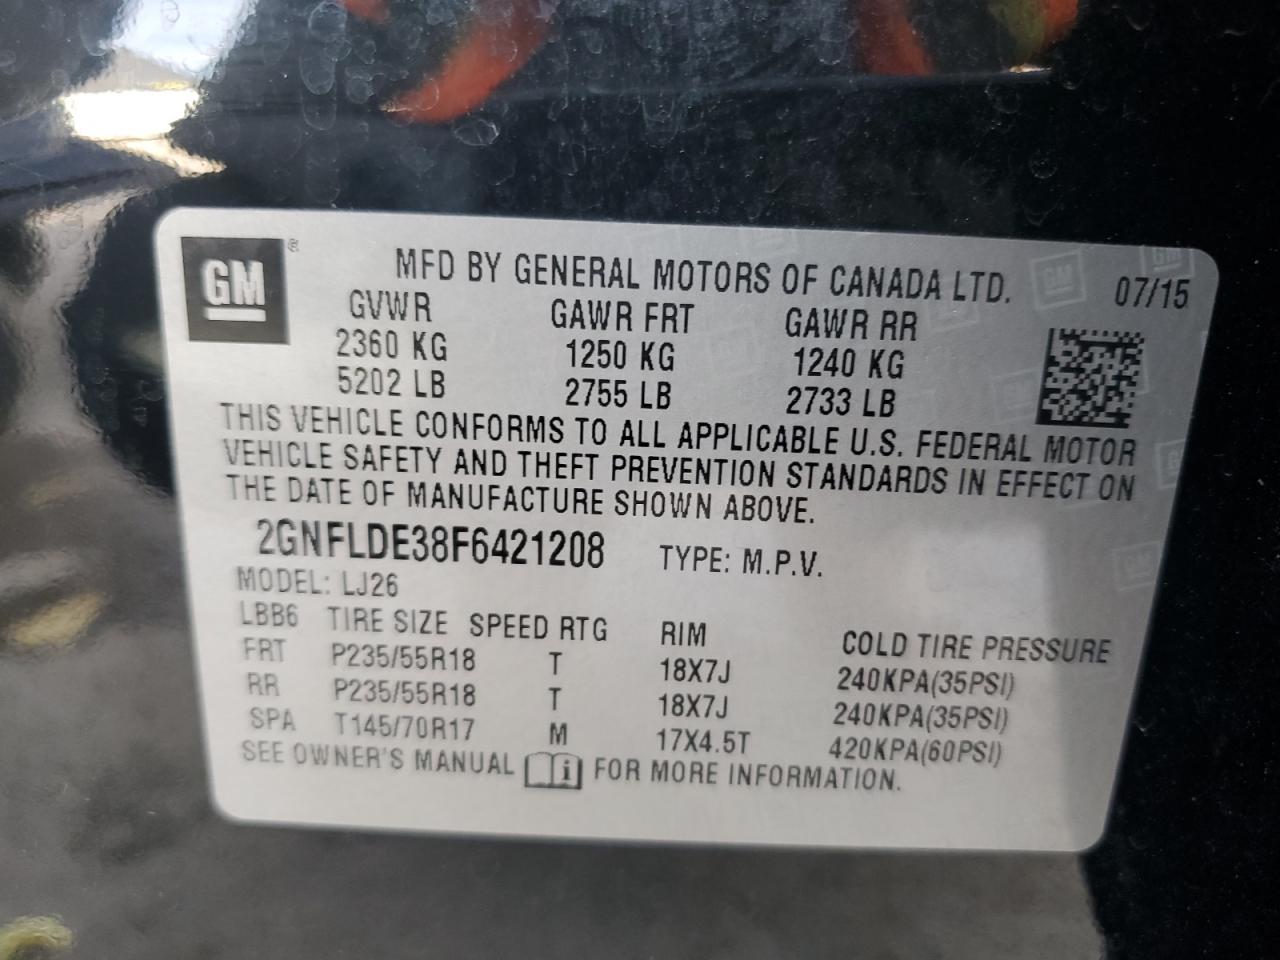 GM ®
MFD BY GENERAL MOTORS OF CANADA LTD. 07/15
GVWR GAWR FRT GAWR RR
2360 KG 1250 KG 1240 KG
5202 LB 2755 LB 2733 LB
THIS VEHICLE CONFORMS TO ALL APPLICABLE U.S. FEDERAL MOTOR
VEHICLE SAFETY AND THEFT PREVENTION STANDARDS IN EFFECT ON
THE DATE OF MANUFACTURE SHOWN ABOVE.
2GNFLDE38F6421208 TYPE: M.P.V.
MODEL: LJ26
LBB6 TIRE SIZE SPEED RTG RIM COLD TIRE PRESSURE
FRT P235/55R18 T 18X7J 240KPA(35PSI)
RR P235/55R18 T 18X7J 240KPA(35PSI)
SPA T145/70R17 M 17X4.5T 420KPA(60PSI)
SEE OWNER'S MANUAL i FOR MORE INFORMATION.